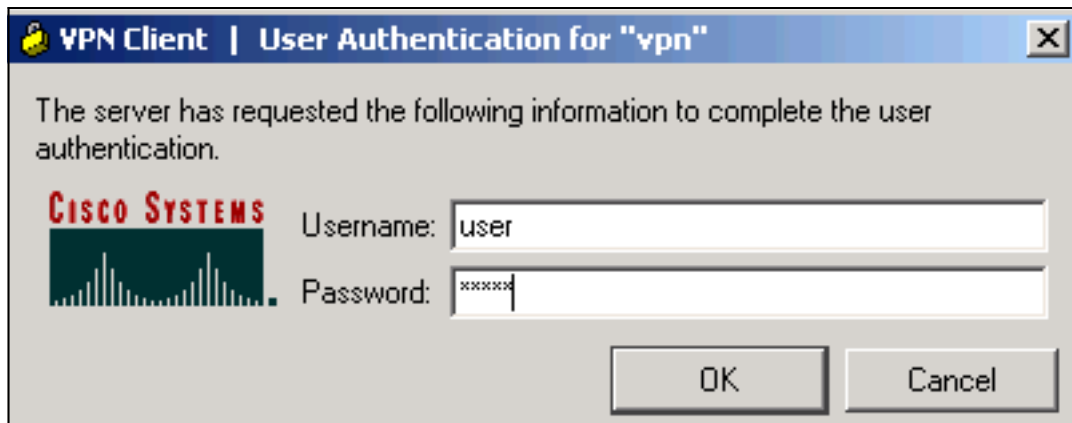 VPN Client | User Authentication for "vpn"
The server has requested the following information to complete the user
authentication.
CISCO SYSTEMS
Username: user
Password: *****
OK Cancel